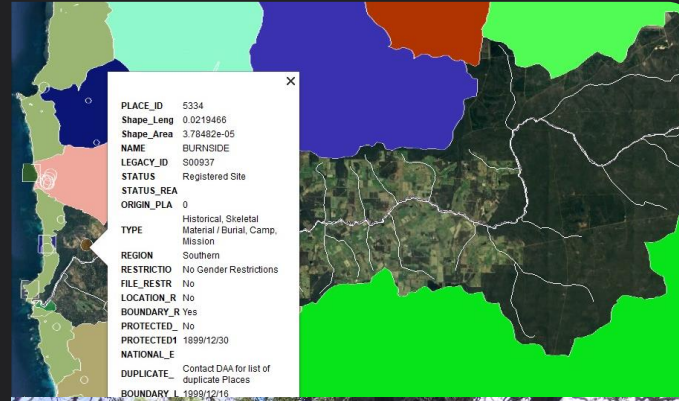 ×
PLACE_ID 5334
Shape_Leng 0.0219466
Shape_Area 3.78482e-05
NAME BURNSIDE
LEGACY_ID S00937
STATUS Registered Site
STATUS_REA
ORIGIN_PLA 0
TYPE Historical, Skeletal
Material / Burial, Camp,
Mission
REGION Southern
RESTRICTIO No Gender Restrictions
FILE_RESTR No
LOCATION_R No
BOUNDARY_R Yes
PROTECTED_ No
PROTECTED1 1899/12/30
NATIONAL_E
DUPLICATE_ Contact DAA for list of
duplicate Places
BOUNDARY_L 1999/12/16